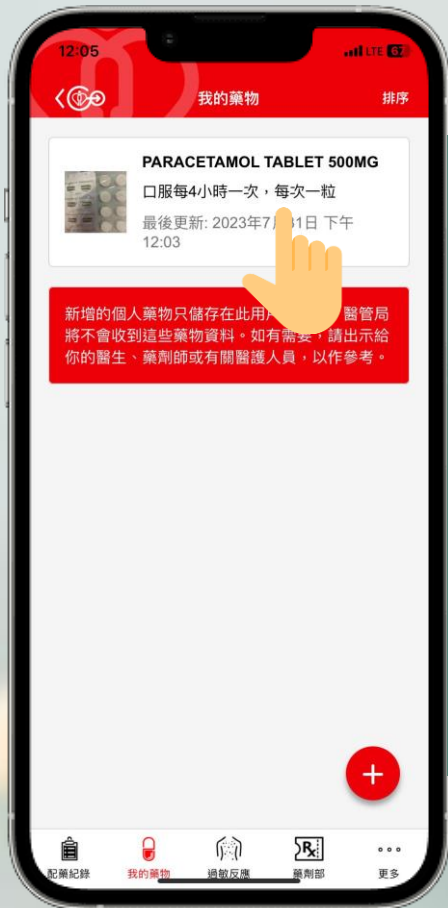 12:05 LTE 67
我的藥物 排序
PARACETAMOL TABLET 500MG
口服每4小時一次，每次一粒
最後更新: 2023年7月31日 下午
12:03
新增的個人藥物只儲存在此用 醫管局
將不會收到這些藥物資料。如有需要，請出示給
你的醫生、藥劑師或有關醫護人員，以作參考。
配藥紀錄 我的藥物 過敏反應 藥劑部 更多